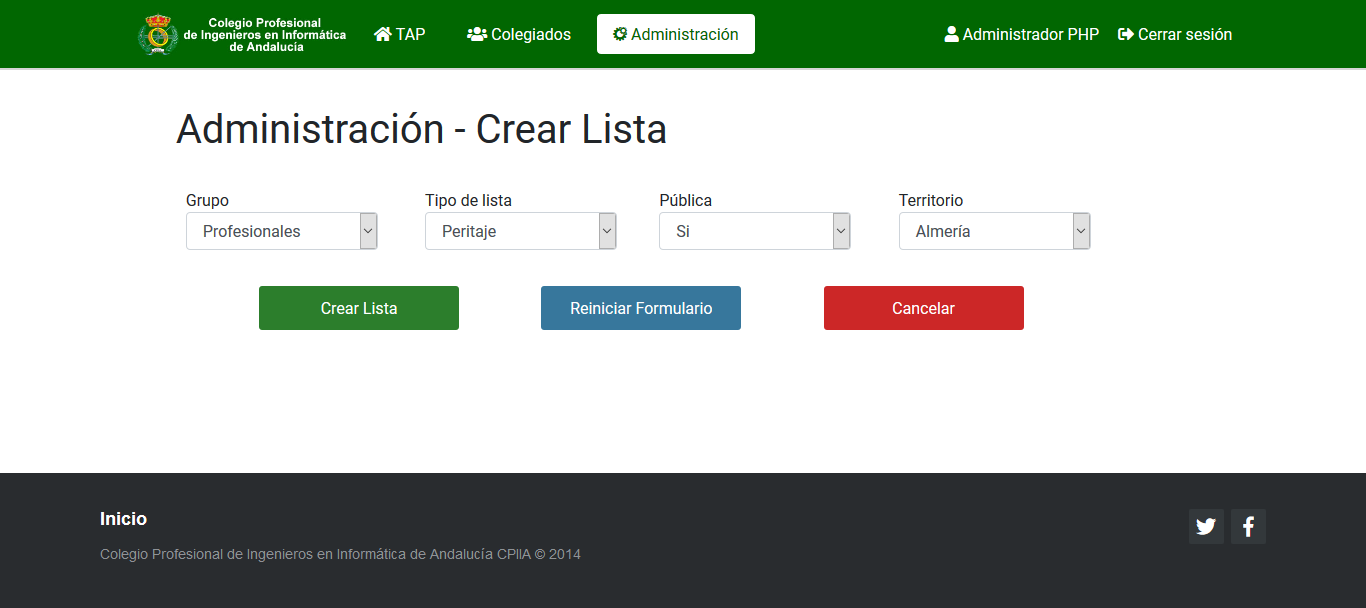 Colegio Profesional
de Ingenieros en Informática
de Andalucía
TAP
Colegiados
Administración
Administrador PHP
Cerrar sesión
Administración - Crear Lista
Grupo
Tipo de lista
Pública
Territorio
Profesionales
Peritaje
Si
Almería
Crear Lista
Reiniciar Formulario
Cancelar
Inicio
Colegio Profesional de Ingenieros en Informática de Andalucía CPIIA © 2014